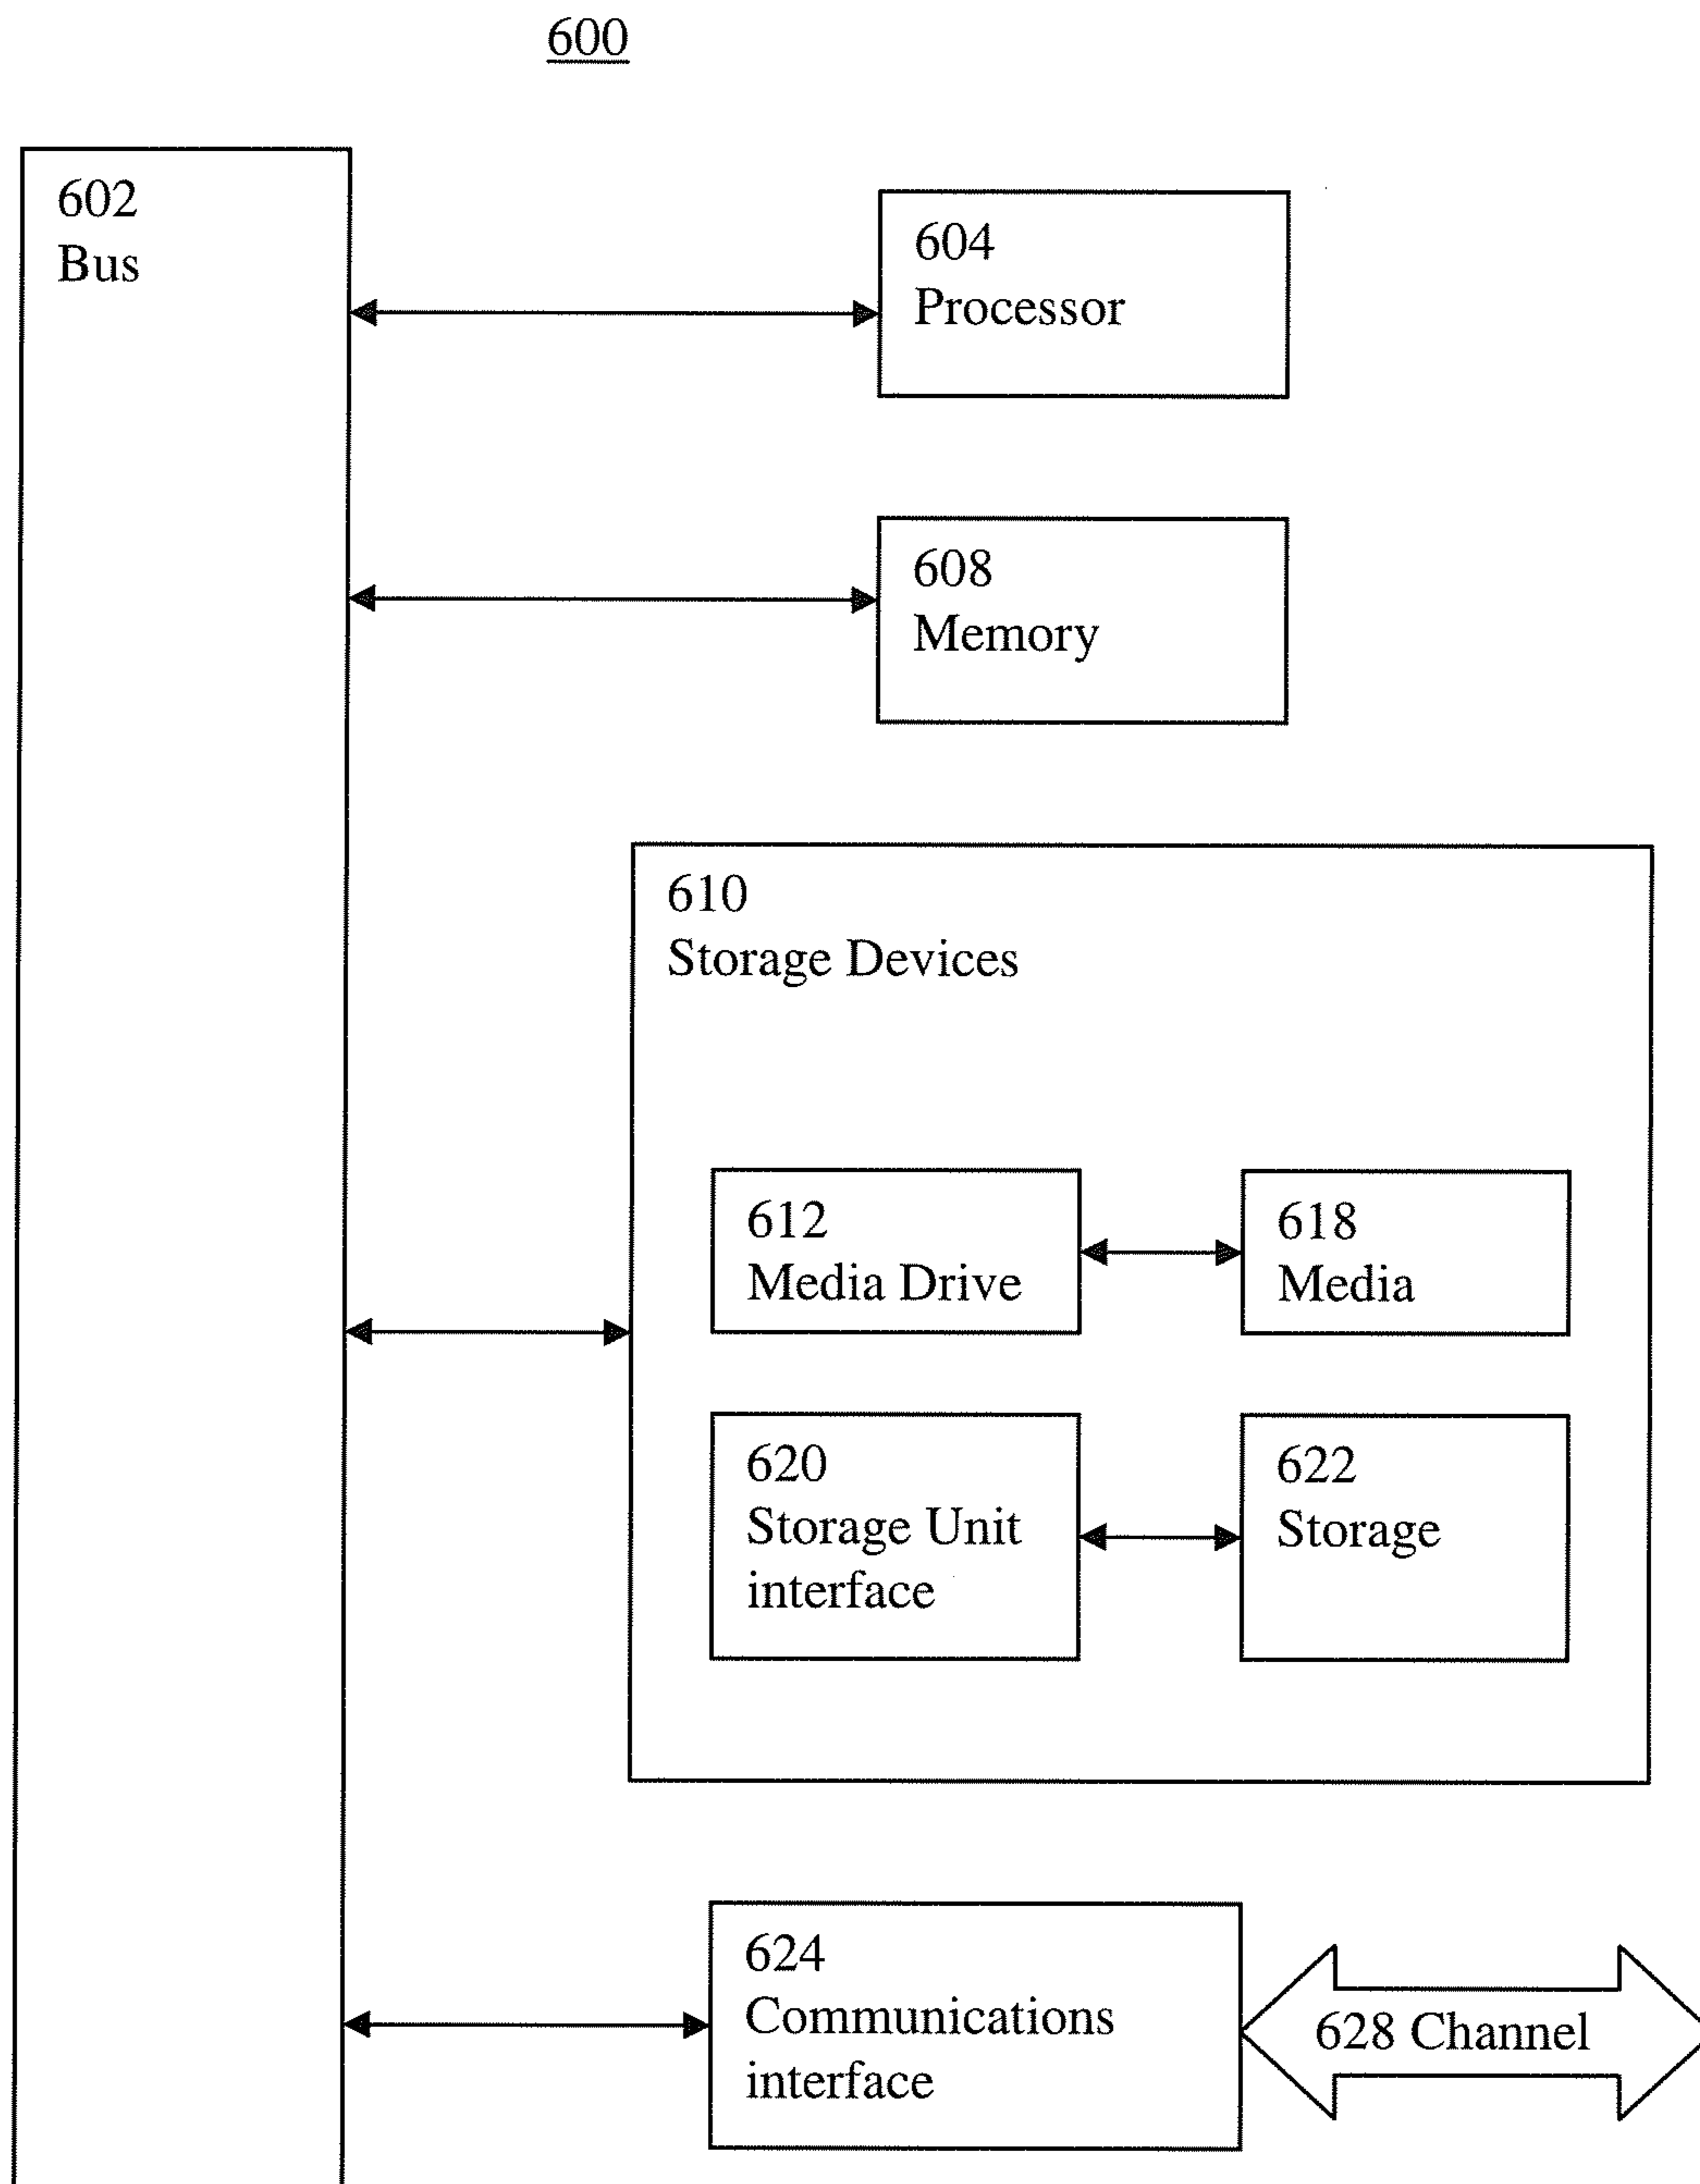 600
602
Bus
604
Processor
608
Memory
610
Storage Devices
612
Media Drive
618
Media
620
Storage Unit
interface
622
Storage
624
Communications
interface
628 Channel